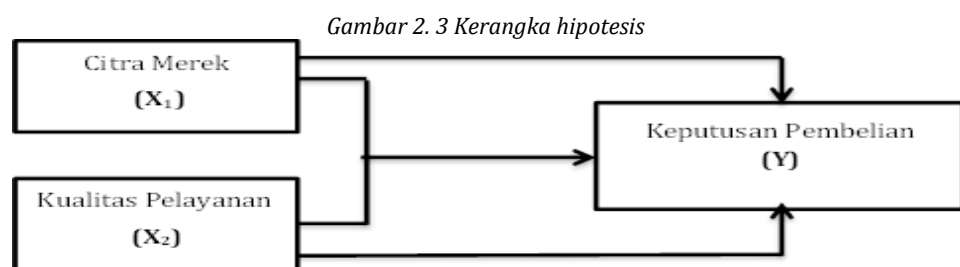 Gambar 2. 3 Kerangka hipotesis
Citra Merek
(X₁)
Keputusan Pembelian
(Y)
Kualitas Pelayanan
(X₂)